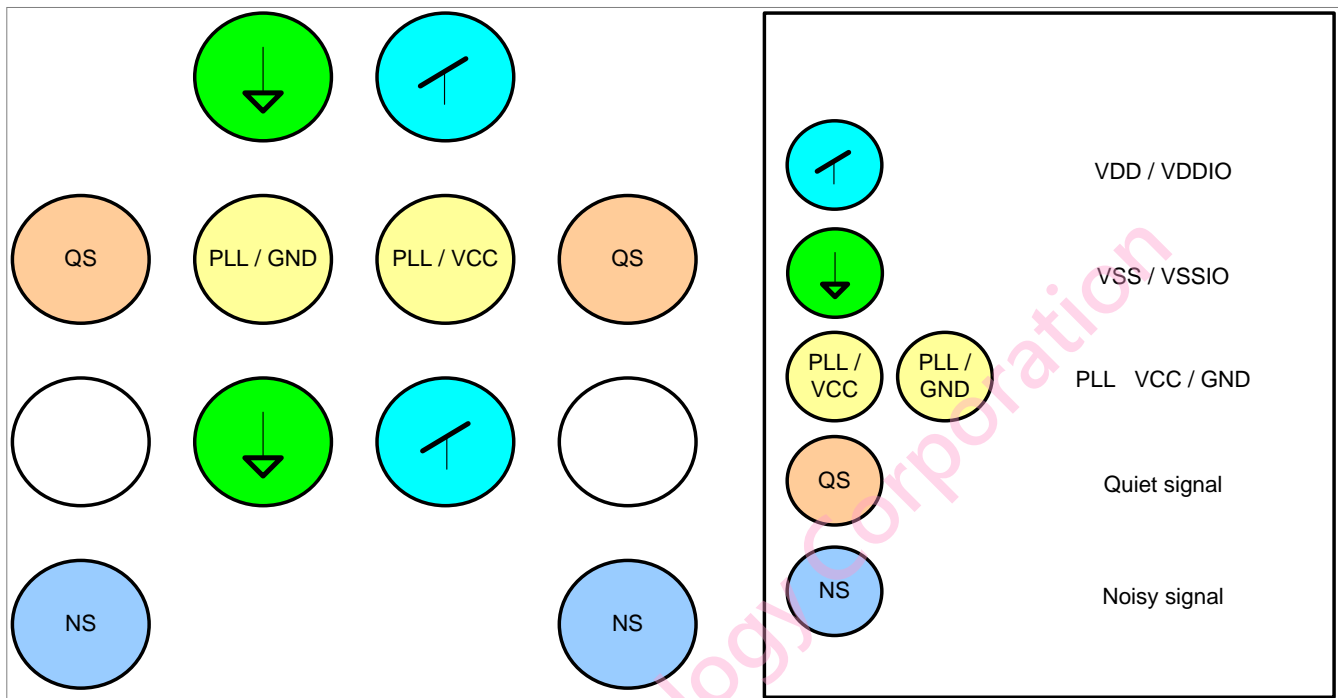 QS PLL / GND PLL / VCC QS
NS NS
VDD / VDDIO
VSS / VSSIO
PLL /
VCC
PLL /
GND
PLL VCC / GND
QS Quiet signal
NS Noisy signal
Corporation